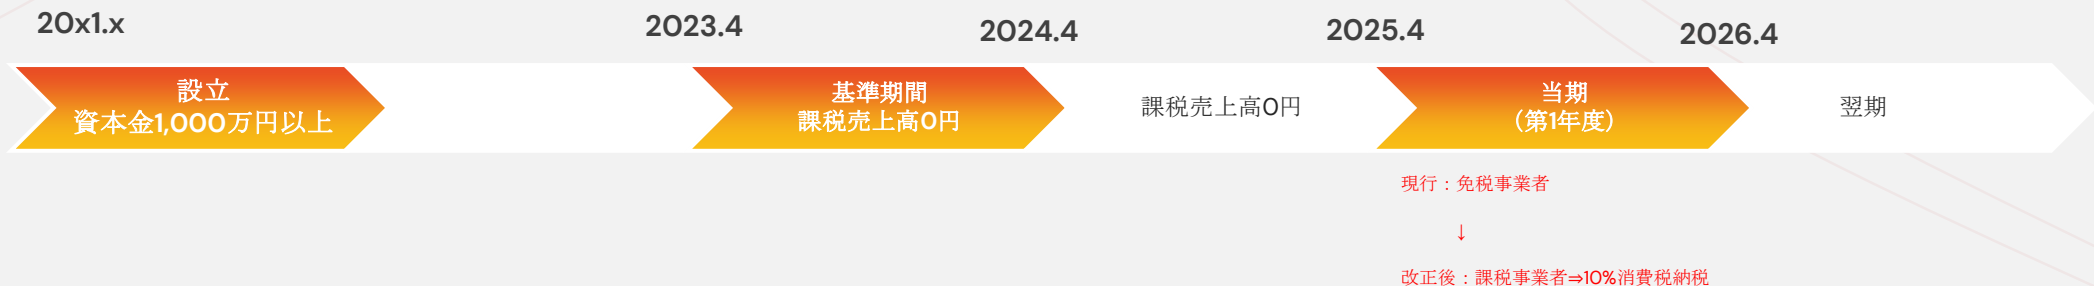 20x1.x
2023.4
2024.4
2025.4
2026.4
設立
資本金1,000万円以上
基準期間
課税売上高0円
課税売上高0円
当期
（第1年度）
翌期
現行：免税事業者
↓
改正後：課税事業者⇒10%消費税納税